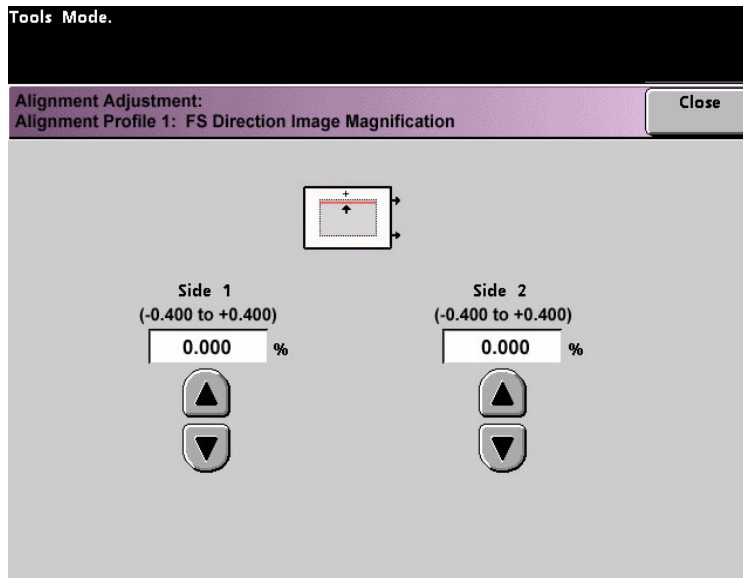 Tools Mode.
Alignment Adjustment:
Alignment Profile 1: FS Direction Image Magnification
Close
+
Side 1
(-0.400 to +0.400)
0.000 %
Side 2
(-0.400 to +0.400)
0.000 %